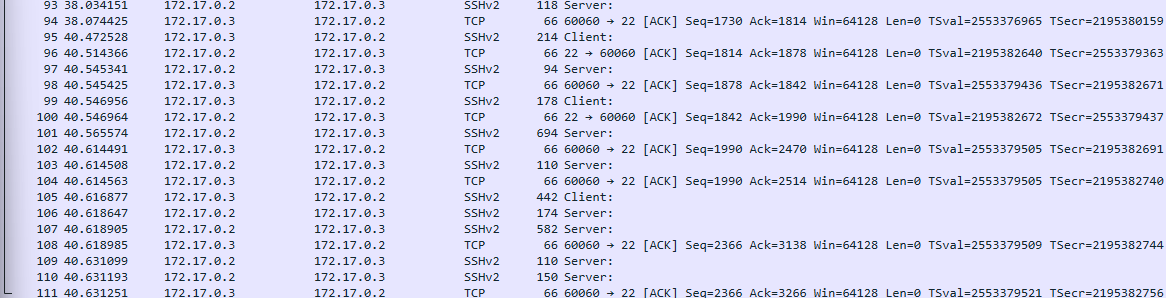 93 38.034151 172.17.0.2 172.17.0.3 SSHv2 118 Server:
94 38.074425 172.17.0.3 172.17.0.2 TCP 66 60060 → 22 [ACK] Seq=1730 Ack=1814 Win=64128 Len=0 TSval=2553376965 TSecr=2195380159
95 40.472528 172.17.0.3 172.17.0.2 SSHv2 214 Client:
96 40.514366 172.17.0.2 172.17.0.3 TCP 66 22 → 60060 [ACK] Seq=1814 Ack=1878 Win=64128 Len=0 TSval=2195382640 TSecr=2553379363
97 40.545341 172.17.0.2 172.17.0.3 SSHv2 94 Server:
98 40.545425 172.17.0.3 172.17.0.2 TCP 66 60060 → 22 [ACK] Seq=1878 Ack=1842 Win=64128 Len=0 TSval=2553379436 TSecr=2195382671
99 40.546956 172.17.0.3 172.17.0.2 SSHv2 178 Client:
100 40.546964 172.17.0.2 172.17.0.3 TCP 66 22 → 60060 [ACK] Seq=1842 Ack=1990 Win=64128 Len=0 TSval=2195382672 TSecr=2553379437
101 40.565574 172.17.0.2 172.17.0.3 SSHv2 694 Server:
102 40.614491 172.17.0.3 172.17.0.2 TCP 66 60060 → 22 [ACK] Seq=1990 Ack=2470 Win=64128 Len=0 TSval=2553379505 TSecr=2195382691
103 40.614508 172.17.0.2 172.17.0.3 SSHv2 110 Server:
104 40.614563 172.17.0.3 172.17.0.2 TCP 66 60060 → 22 [ACK] Seq=1990 Ack=2514 Win=64128 Len=0 TSval=2553379505 TSecr=2195382740
105 40.616877 172.17.0.3 172.17.0.2 SSHv2 442 Client:
106 40.618647 172.17.0.2 172.17.0.3 SSHv2 174 Server:
107 40.618905 172.17.0.2 172.17.0.3 SSHv2 582 Server:
108 40.618985 172.17.0.3 172.17.0.2 TCP 66 60060 → 22 [ACK] Seq=2366 Ack=3138 Win=64128 Len=0 TSval=2553379509 TSecr=2195382744
109 40.631099 172.17.0.2 172.17.0.3 SSHv2 110 Server:
110 40.631193 172.17.0.2 172.17.0.3 SSHv2 150 Server:
111 40.631251 172.17.0.3 172.17.0.2 TCP 66 60060 → 22 [ACK] Seq=2366 Ack=3266 Win=64128 Len=0 TSval=2553379521 TSecr=2195382756